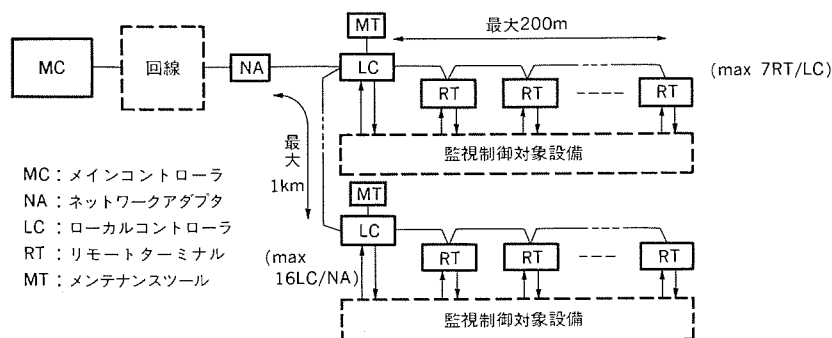 MT
最大200m
MC
回線
NA
LC
RT
RT
RT
(max 7RT/LC)
監視制御対象設備
最大
1km
MC：メインコントローラ
NA：ネットワークアダプタ
LC：ローカルコントローラ
RT：リモートターミナル
MT：メンテナンスツール
MT
LC
(max
16LC/NA)
RT
RT
RT
監視制御対象設備